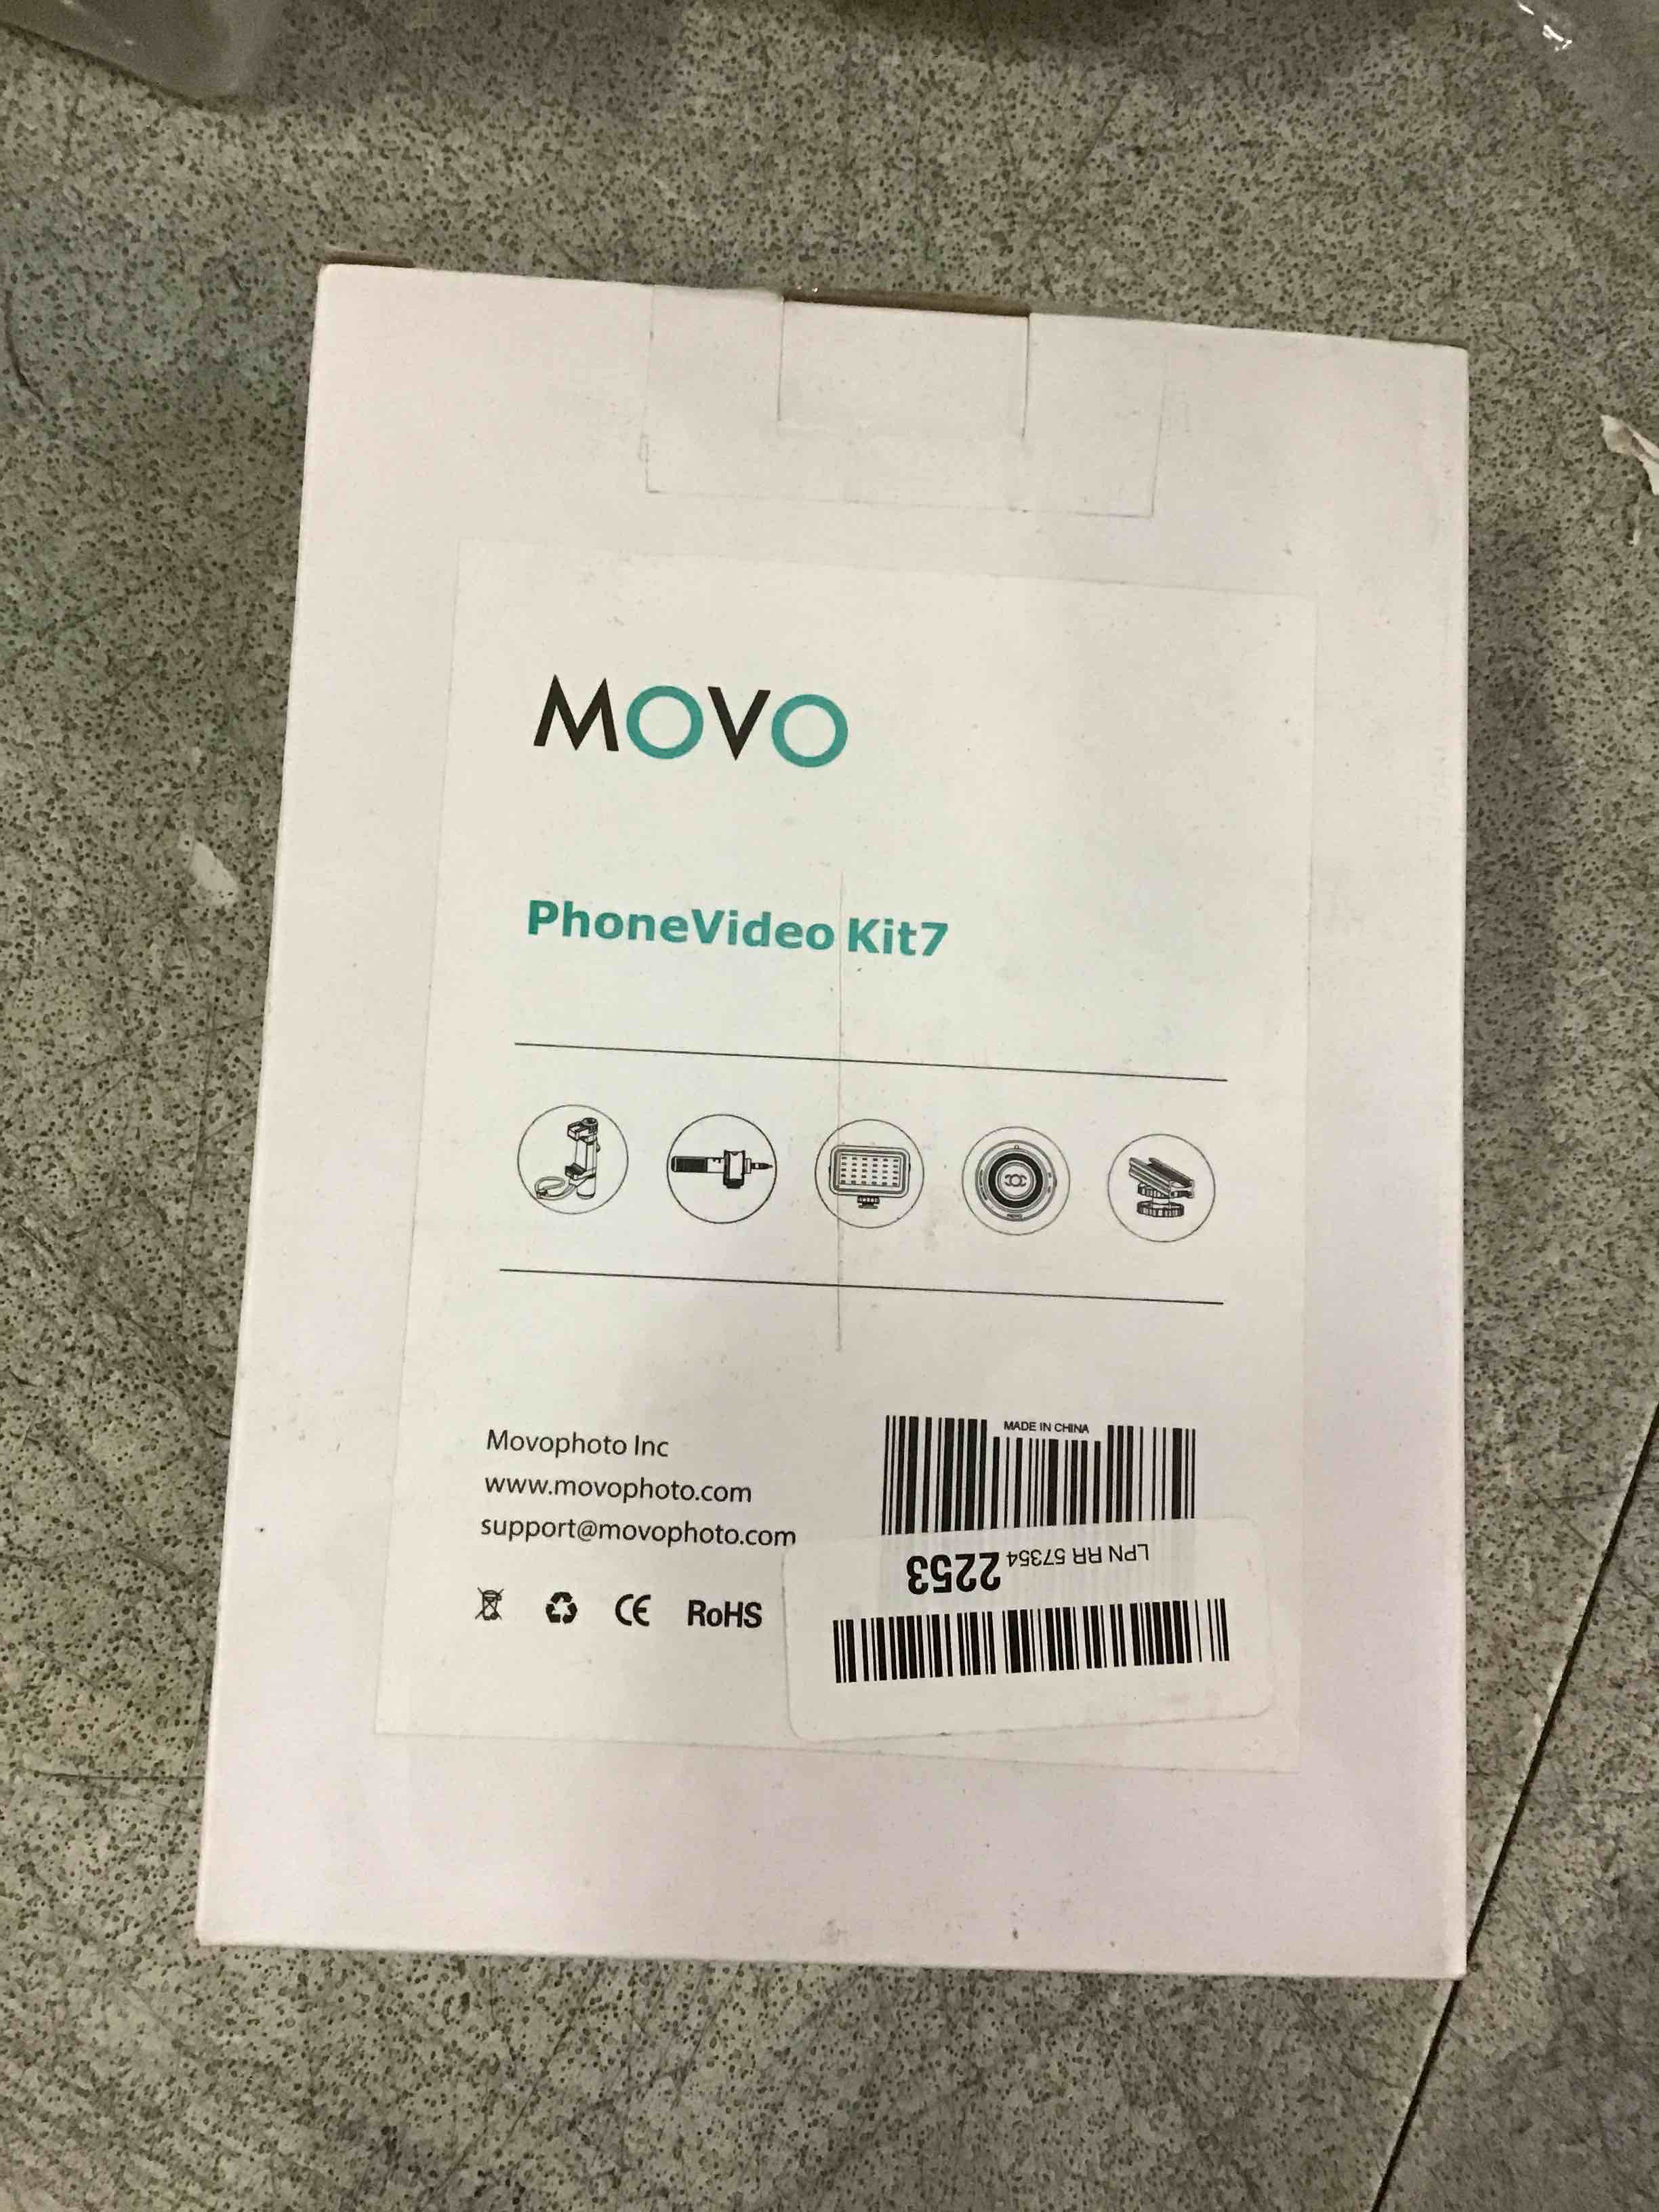 MOVO
PhoneVideo Kit7
Movophoto Inc
www.movophoto.com
support@movophoto.com
CE RoHS
MADE IN CHINA
LPN RR 57354 2253